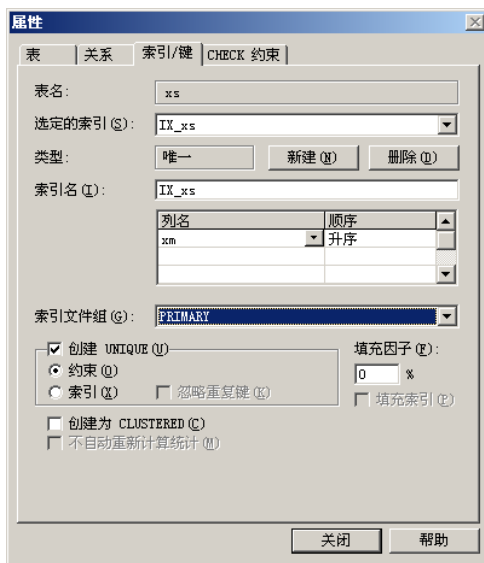 属性
表 关系 索引/键 CHECK 约束
表名: xs
选定的索引(S): IX_xs
类型: 唯一 新建(N) 删除(D)
索引名(I): IX_xs
列名 顺序
xm 升序
索引文件组(G): PRIMARY
创建 UNIQUE(U) 填充因子(F):
约束(O) 0 %
索引(X) 忽略重复键(K) 填充索引(P)
创建为 CLUSTERED(C)
不自动重新计算统计(M)
关闭 帮助